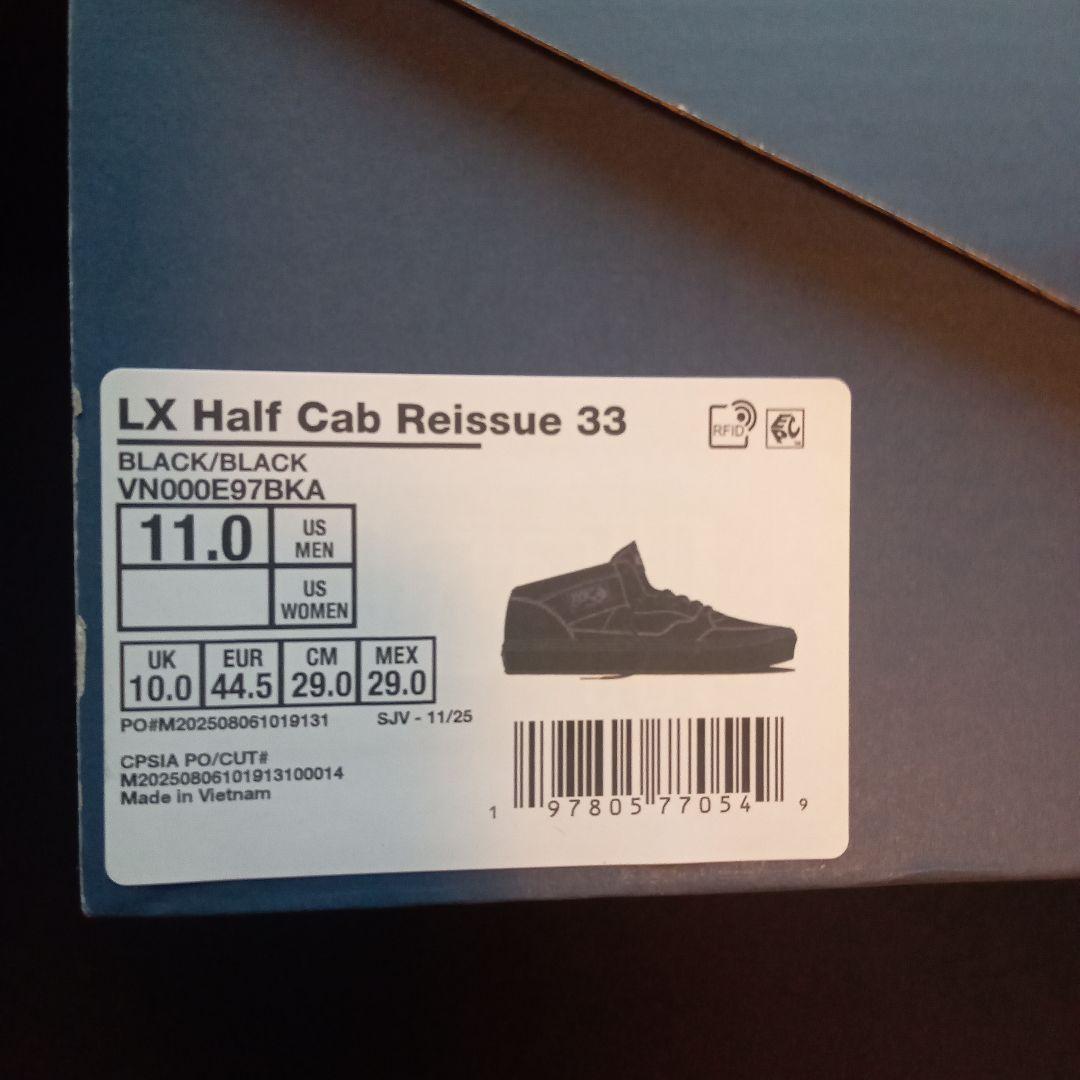 LX Half Cab Reissue 33
RFID
BLACK/BLACK
VN000E97BKA
11.0 US MEN
US WOMEN
UK EUR CM MEX
10.0 44.5 29.0 29.0
PO#M202508061019131 SJV - 11/25
CPSIA PO/CUT#
M20250806101913100014
Made in Vietnam
1 97805 77054 9